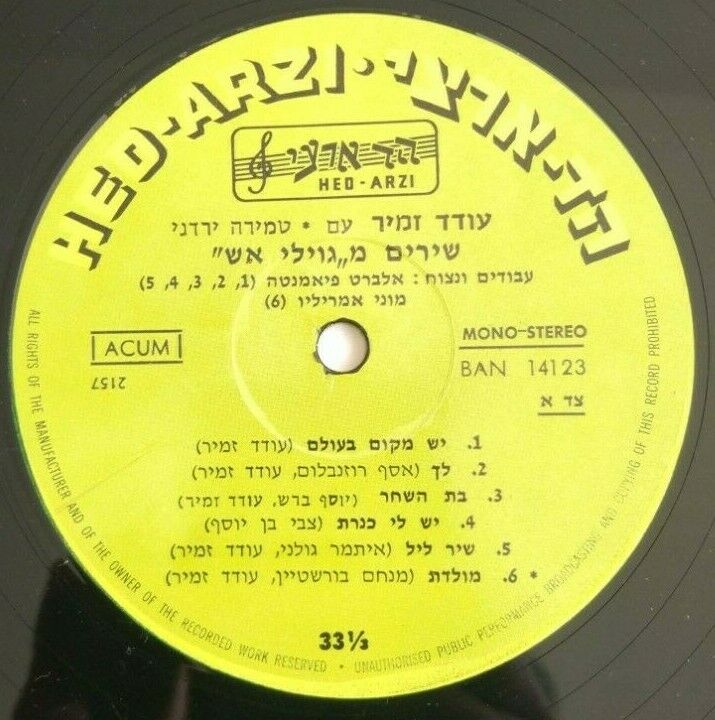 HED-ARZI · הד-ארצי
הד ארצי
HED-ARZI
עודד זמיר עם * טמירה ירדני
שירים מ„גוילי אש"
עבודים ונצוח: אלברט פיאמנטה (1, 2, 3, 4, 5)
מוני אמריליו (6)
ACUM
2157
MONO-STEREO
BAN 14123
צד א
1. יש מקום בעולם (עודד זמיר)
2. לך (אסף רוזנבלום, עודד זמיר)
3. בת השחר (יוסף ברש, עודד זמיר)
4. יש לי כנרת (צבי בן יוסף)
5. שיר ליל (איתמר גולני, עודד זמיר)
* 6. מולדת (מנחם בורשטיין, עודד זמיר)
33⅓
ALL RIGHTS OF THE MANUFACTURER AND OF THE OWNER OF THE RECORDED WORK RESERVED · UNAUTHORISED PUBLIC PERFORMANCE BROADCASTING AND COPYING OF THIS RECORD PROHIBITED